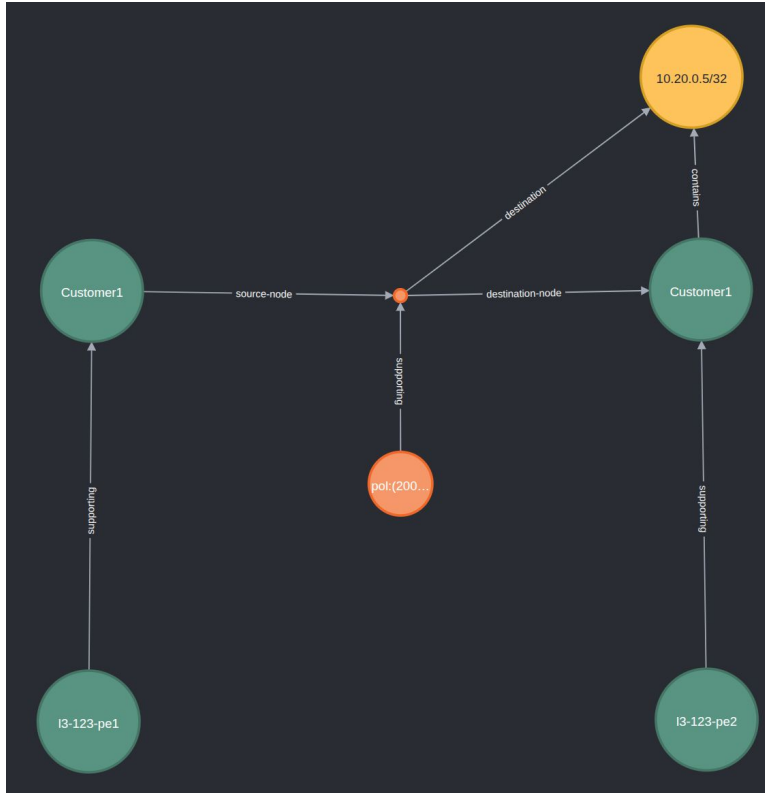 10.20.0.5/32
contains
destination
Customer1
source-node
destination-node
Customer1
supporting
pol:(200...
supporting
supporting
l3-123-pe1
l3-123-pe2